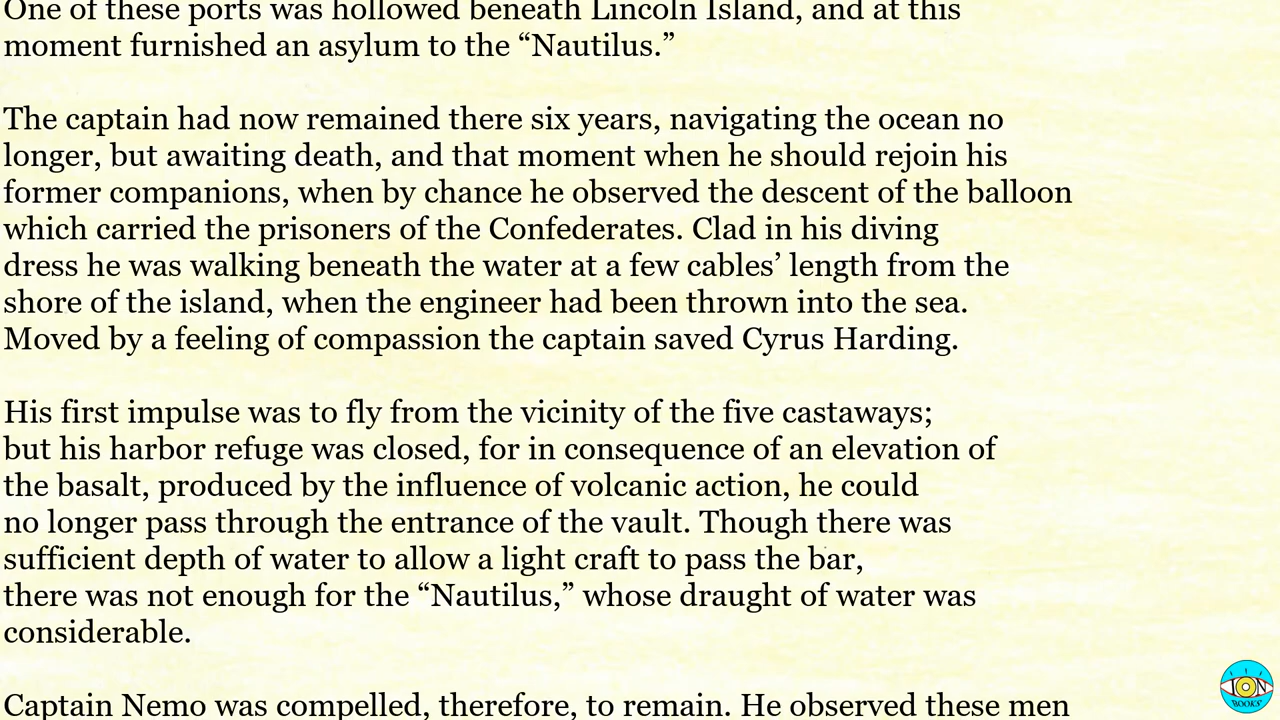 One of these ports was hollowed beneath Lincoln Island, and at this
moment furnished an asylum to the “Nautilus.”
The captain had now remained there six years, navigating the ocean no
longer, but awaiting death, and that moment when he should rejoin his
former companions, when by chance he observed the descent of the balloon
which carried the prisoners of the Confederates. Clad in his diving
dress he was walking beneath the water at a few cables’ length from the
shore of the island, when the engineer had been thrown into the sea.
Moved by a feeling of compassion the captain saved Cyrus Harding.
His first impulse was to fly from the vicinity of the five castaways;
but his harbor refuge was closed, for in consequence of an elevation of
the basalt, produced by the influence of volcanic action, he could
no longer pass through the entrance of the vault. Though there was
sufficient depth of water to allow a light craft to pass the bar,
there was not enough for the “Nautilus,” whose draught of water was
considerable.
Captain Nemo was compelled, therefore, to remain. He observed these men
ION
BOOKS